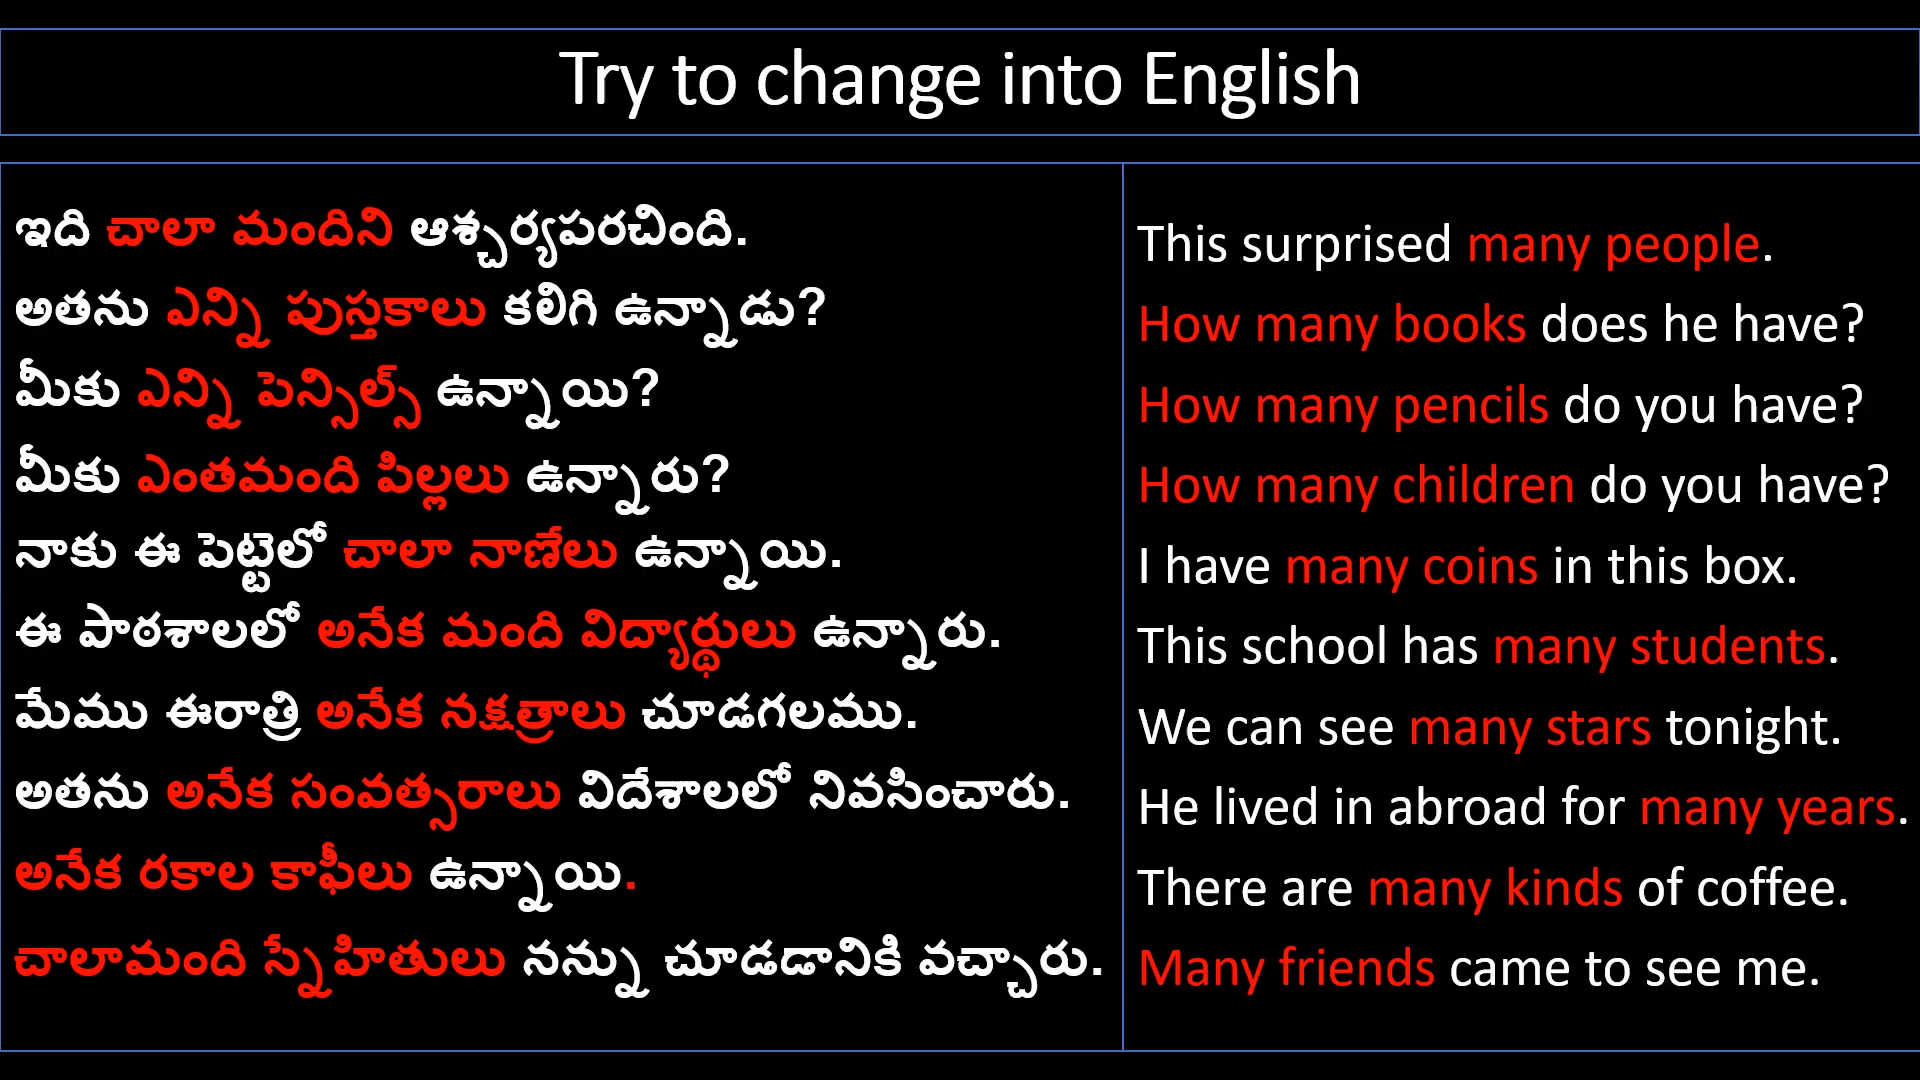 Try to change into English
ఇది చాలా మందిని ఆశ్చర్యపరచింది.
అతను ఎన్ని పుస్తకాలు కలిగి ఉన్నాడు?
మీకు ఎన్ని పెన్సిల్స్ ఉన్నాయి?
మీకు ఎంతమంది పిల్లలు ఉన్నారు?
నాకు ఈ పెట్టెలో చాలా నాణేలు ఉన్నాయి.
ఈ పాఠశాలలో అనేక మంది విద్యార్థులు ఉన్నారు.
మేము ఈరాత్రి అనేక నక్షత్రాలు చూడగలము.
అతను అనేక సంవత్సరాలు విదేశాలలో నివసించారు.
అనేక రకాల కాఫీలు ఉన్నాయి.
చాలామంది స్నేహితులు నన్ను చూడడానికి వచ్చారు.
This surprised many people.
How many books does he have?
How many pencils do you have?
How many children do you have?
I have many coins in this box.
This school has many students.
We can see many stars tonight.
He lived in abroad for many years.
There are many kinds of coffee.
Many friends came to see me.